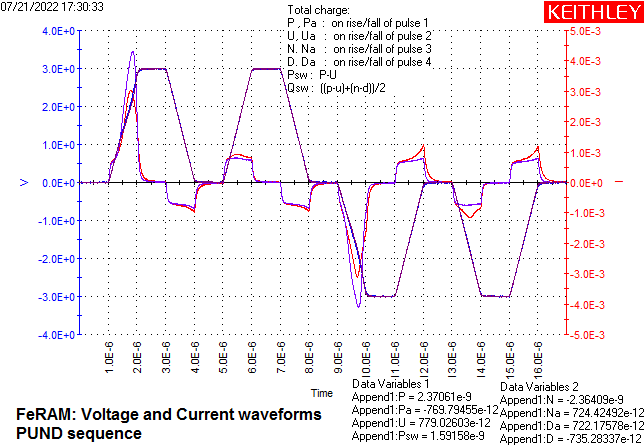 07/21/2022 17:30:33
Total charge:
P , Pa  :  on rise/fall of pulse 1
U, Ua  :  on rise/fall of pulse 2
N. Na  :  on rise/fall of pulse 3
D. Da  :  on rise/fall of pulse 4
Psw :  P-U
Qsw :  ((p-u)+(n-d))/2
KEITHLEY
4.0E+0
3.0E+0
2.0E+0
1.0E+0
0.0E+0
-1.0E+0
-2.0E+0
-3.0E+0
-4.0E+0
V
5.0E-3
4.0E-3
3.0E-3
2.0E-3
1.0E-3
0.0E+0
-1.0E-3
-2.0E-3
-3.0E-3
-4.0E-3
-5.0E-3
I
1.0E-6
2.0E-6
3.0E-6
4.0E-6
5.0E-6
6.0E-6
7.0E-6
8.0E-6
9.0E-6
10.0E-6
11.0E-6
12.0E-6
13.0E-6
14.0E-6
15.0E-6
16.0E-6
Time
Data Variables 1
Append1:P = 2.37061e-9
Append1:Pa = -769.79455e-12
Append1:U = 779.02603e-12
Append1:Psw = 1.59158e-9
Data Variables 2
Append1:N = -2.36409e-9
Append1:Na = 724.42492e-12
Append1:Da = 722.17578e-12
Append1:D = -735.28337e-12
FeRAM: Voltage and Current waveforms
PUND sequence